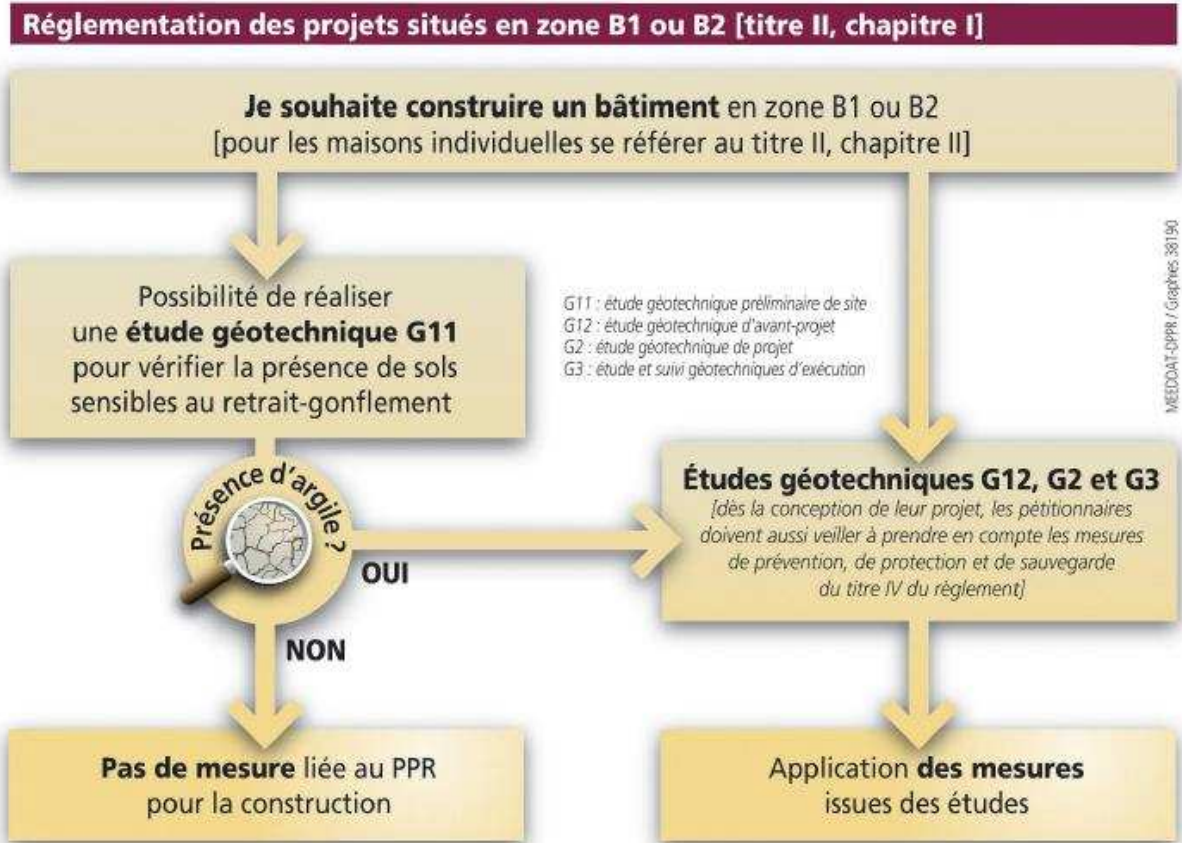 Réglementation des projets situés en zone B1 ou B2 [titre II, chapitre I]
Je souhaite construire un bâtiment en zone B1 ou B2
[pour les maisons individuelles se référer au titre II, chapitre II]
Possibilité de réaliser
une étude géotechnique G11
pour vérifier la présence de sols
sensibles au retrait-gonflement
G11 : étude géotechnique préliminaire de site
G12 : étude géotechnique d'avant-projet
G2 : étude géotechnique de projet
G3 : étude et suivi géotechniques d'exécution
MEEDDAT-DPPR / Graphies 38190
Présence d'argile ?
OUI
NON
Études géotechniques G12, G2 et G3
[dès la conception de leur projet, les pétitionnaires
doivent aussi veiller à prendre en compte les mesures
de prévention, de protection et de sauvegarde
du titre IV du règlement]
Pas de mesure liée au PPR
pour la construction
Application des mesures
issues des études